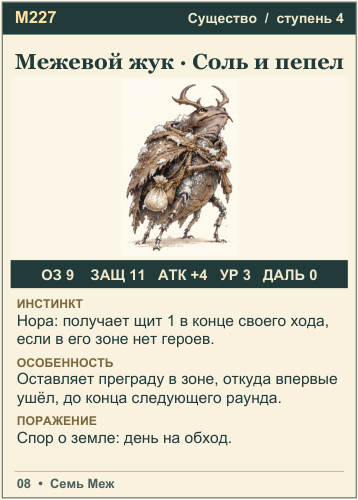 M227 Существо / ступень 4
Межевой жук · Соль и пепел
ОЗ 9 ЗАЩ 11 АТК +4 УР 3 ДАЛЬ 0
ИНСТИНКТ
Нора: получает щит 1 в конце своего хода,
если в его зоне нет героев.
ОСОБЕННОСТЬ
Оставляет преграду в зоне, откуда впервые
ушёл, до конца следующего раунда.
ПОРАЖЕНИЕ
Спор о земле: день на обход.
08 • Семь Меж